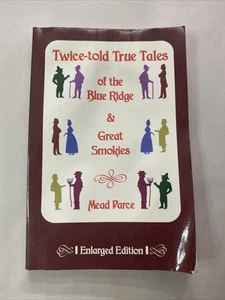 Twice-told True Tales
of the
Blue Ridge
&
Great
Smokies
Mead Parce
Enlarged Edition